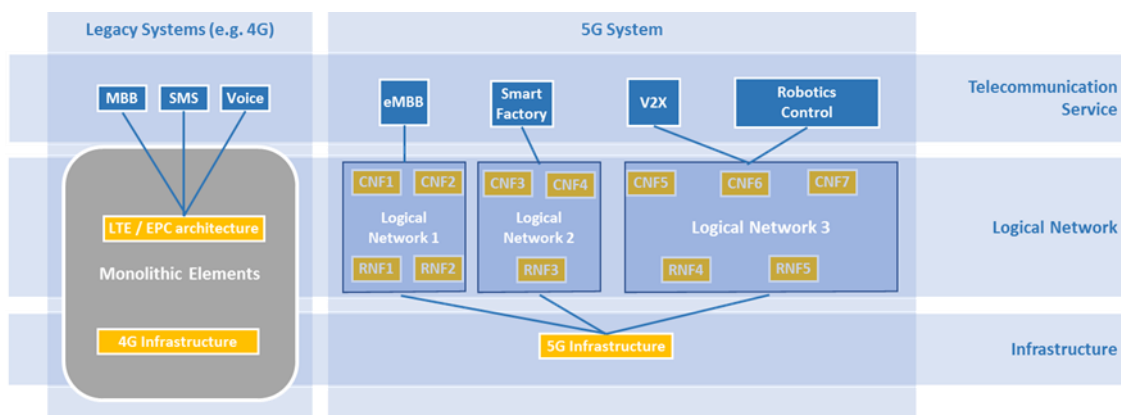 Legacy Systems (e.g. 4G)
5G System
MBB
SMS
Voice
eMBB
Smart
Factory
V2X
Robotics
Control
Telecommunication
Service
CNF1
CNF2
CNF3
CNF4
CNF5
CNF6
CNF7
LTE / EPC architecture
Monolithic Elements
Logical
Network 1
Logical
Network 2
Logical Network 3
Logical Network
RNF1
RNF2
RNF3
RNF4
RNF5
4G Infrastructure
5G Infrastructure
Infrastructure